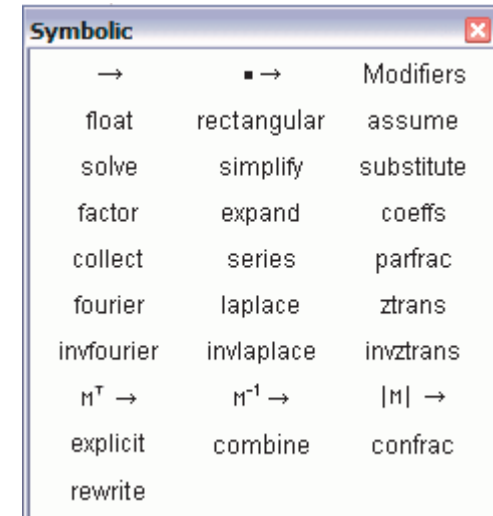 Symbolic
→ ▪ → Modifiers
float rectangular assume
solve simplify substitute
factor expand coeffs
collect series parfrac
fourier laplace ztrans
invfourier invlaplace invztrans
Mᵀ → M⁻¹ → |M| →
explicit combine confrac
rewrite